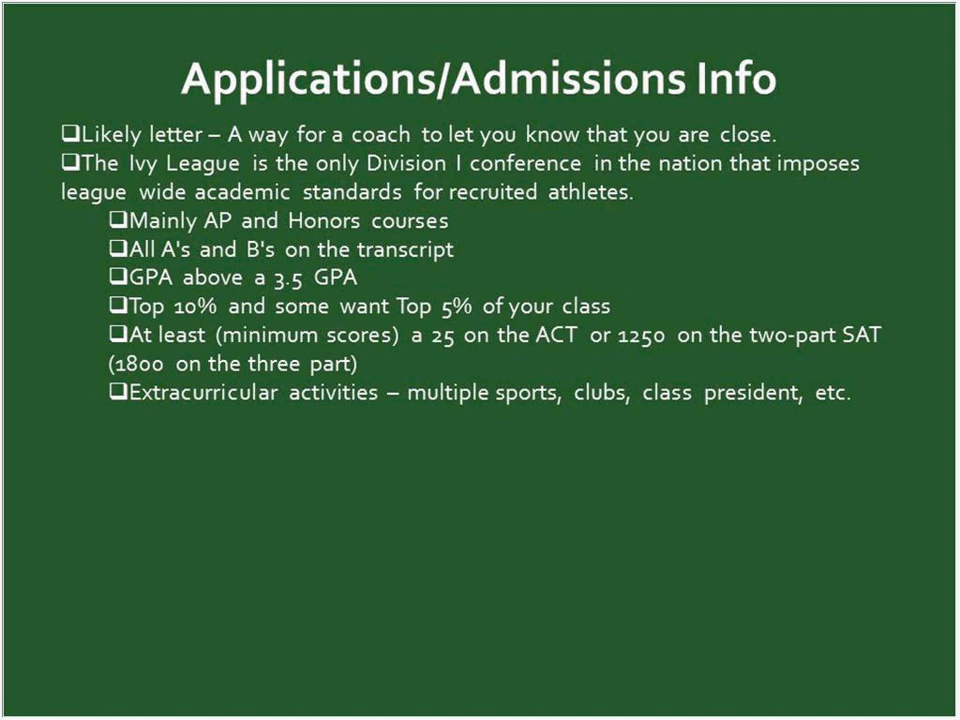 Applications/Admissions Info
❑Likely letter – A way for a coach to let you know that you are close.
❑The Ivy League is the only Division I conference in the nation that imposes
league wide academic standards for recruited athletes.
❑Mainly AP and Honors courses
❑All A's and B's on the transcript
❑GPA above a 3.5 GPA
❑Top 10% and some want Top 5% of your class
❑At least (minimum scores) a 25 on the ACT or 1250 on the two-part SAT
(1800 on the three part)
❑Extracurricular activities – multiple sports, clubs, class president, etc.